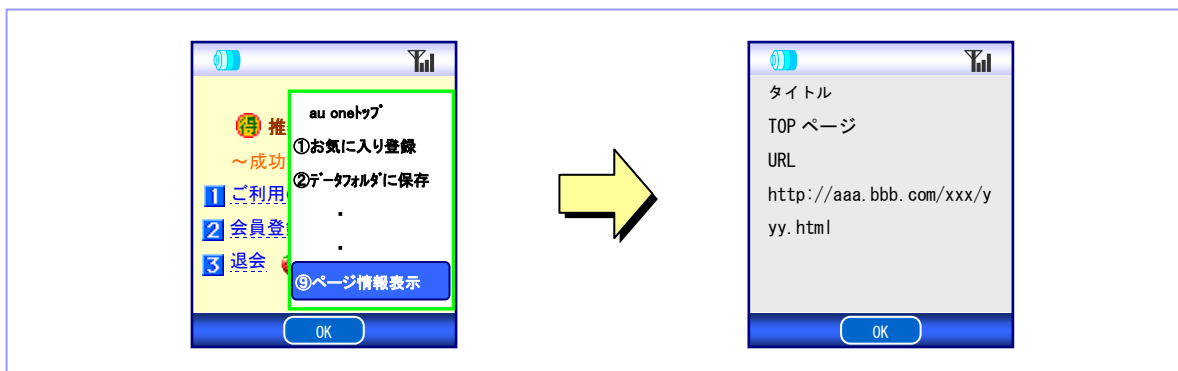 au oneﾄｯﾌﾟ
得 推
①お気に入り登録
～成功
②ﾃﾞｰﾀﾌｫﾙﾀﾞに保存
1 ご利用
・
2 会員登
・
3 退会
⑨ページ情報表示
OK
タイトル
TOP ページ
URL
http://aaa.bbb.com/xxx/y
yy.html
OK